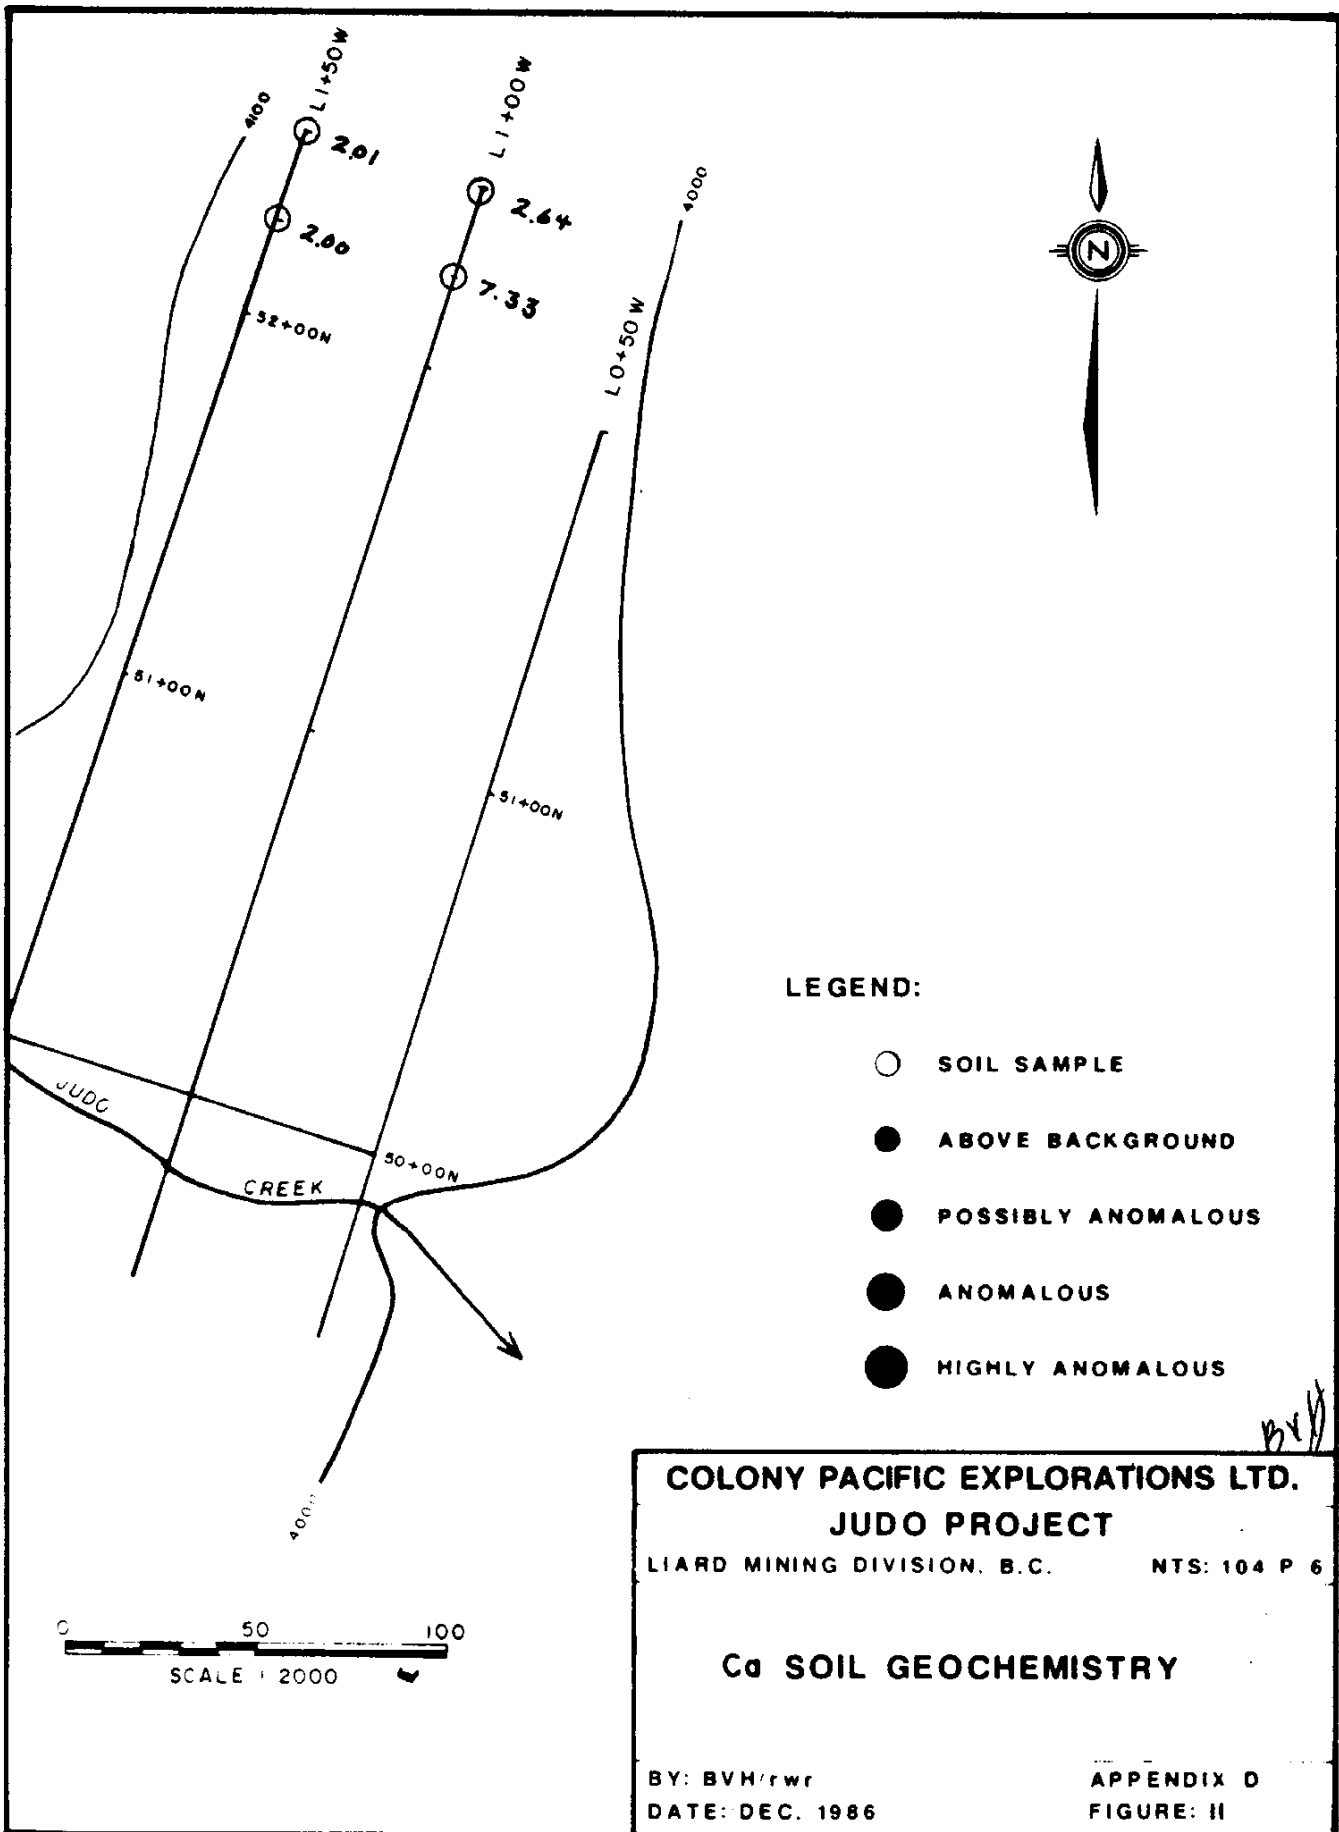 4100
L1+50W
L1+00W
2.01
2.64
2.00
7.33
4000
52+00N
L0+50W
N
51+00N
51+00N
LEGEND:
SOIL SAMPLE
ABOVE BACKGROUND
POSSIBLY ANOMALOUS
ANOMALOUS
HIGHLY ANOMALOUS
JUDO
CREEK
50+00N
4000
COLONY PACIFIC EXPLORATIONS LTD.
JUDO PROJECT
LIARD MINING DIVISION, B.C. NTS: 104 P 6
0 50 100
SCALE 1:2000
Ca SOIL GEOCHEMISTRY
BY: BVH/rwr APPENDIX D
DATE: DEC. 1986 FIGURE: II